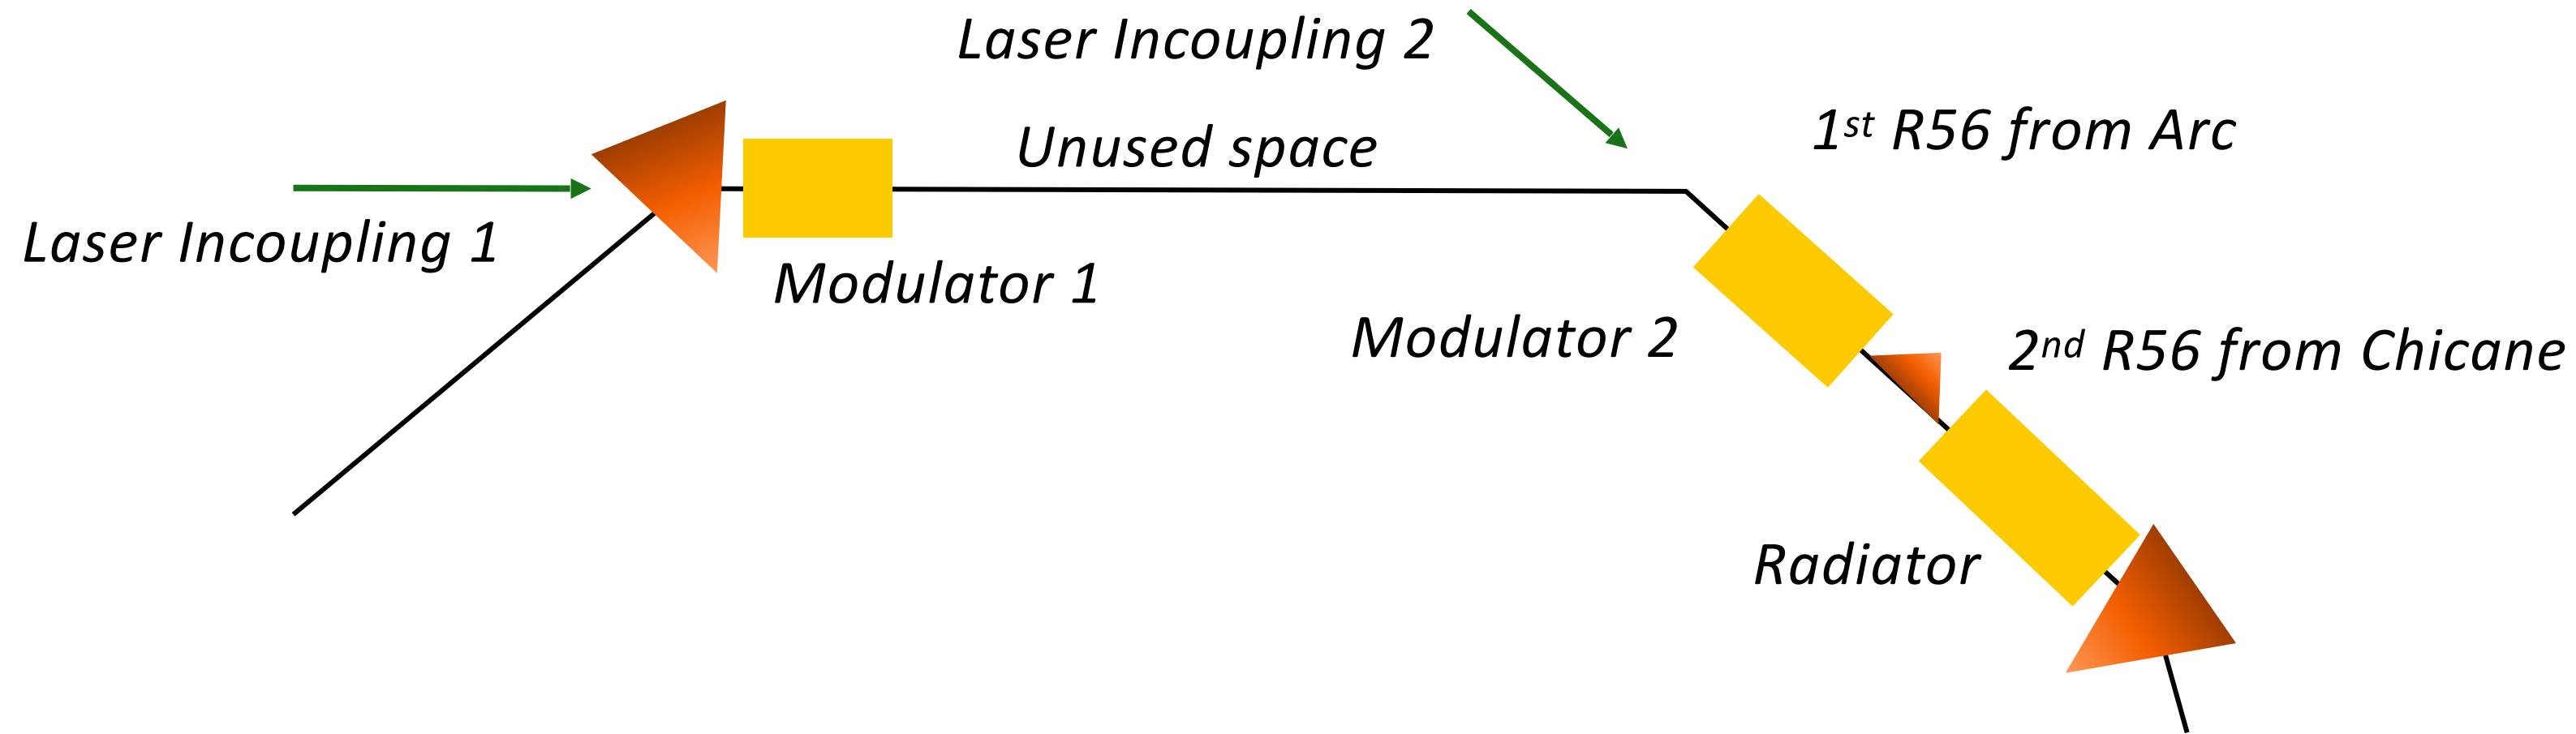 Laser Incoupling 2
1st R56 from Arc
Unused space
Laser Incoupling 1
Modulator 1
Modulator 2
2nd R56 from Chicane
Radiator